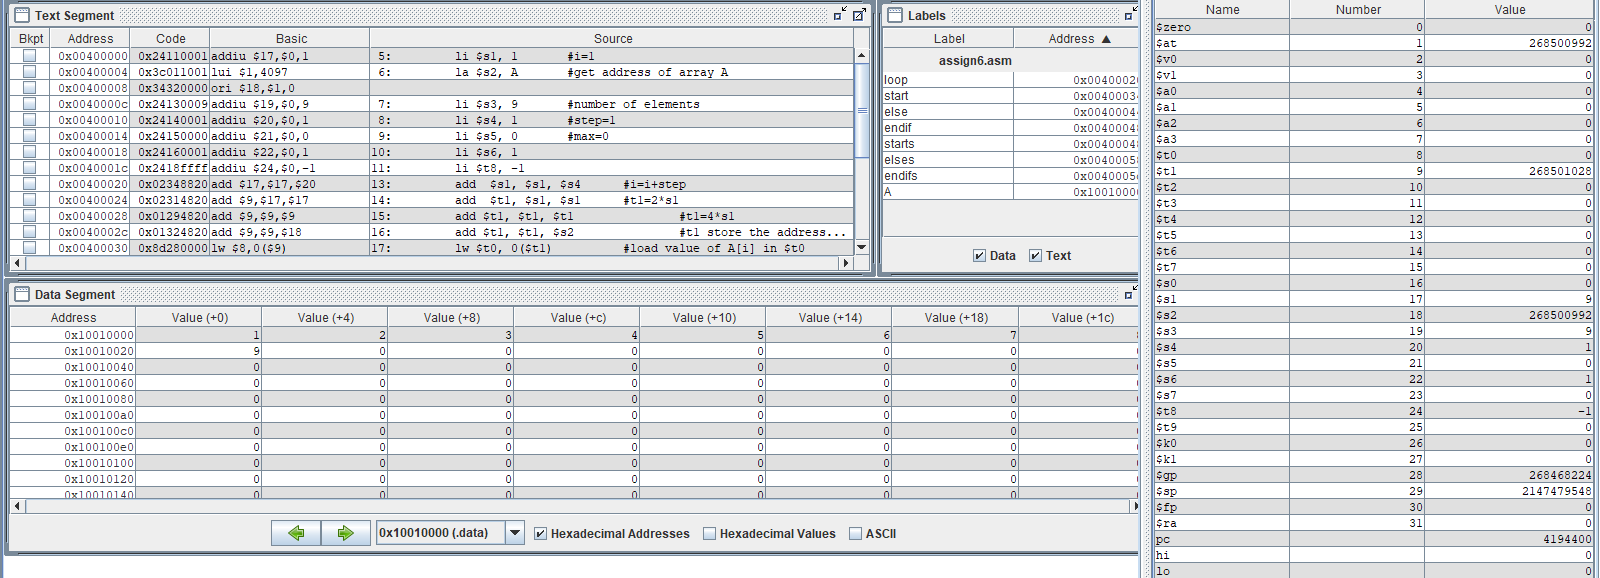 Text Segment
Bkpt Address Code Basic Source
0x00400000 0x24110001 addiu $17,$0,1 5: li $s1, 1 #i=1
0x00400004 0x3c011001 lui $1,4097 6: la $s2, A #get address of array A
0x00400008 0x34320000 ori $18,$1,0
0x0040000c 0x24130009 addiu $19,$0,9 7: li $s3, 9 #number of elements
0x00400010 0x24140001 addiu $20,$0,1 8: li $s4, 1 #step=1
0x00400014 0x24150000 addiu $21,$0,0 9: li $s5, 0 #max=0
0x00400018 0x24160001 addiu $22,$0,1 10: li $s6, 1
0x0040001c 0x2418ffff addiu $24,$0,-1 11: li $t8, -1
0x00400020 0x02348820 add $17,$17,$20 13: add $s1, $s1, $s4 #i=i+step
0x00400024 0x02314820 add $9,$17,$17 14: add $t1, $s1, $s1 #t1=2*s1
0x00400028 0x01294820 add $9,$9,$9 15: add $t1, $t1, $t1 #t1=4*s1
0x0040002c 0x01324820 add $9,$9,$18 16: add $t1, $t1, $s2 #t1 store the address...
0x00400030 0x8d280000 lw $8,0($9) 17: lw $t0, 0($t1) #load value of A[i] in $t0
Labels
Label Address ▲
assign6.asm
loop 0x0040002
start 0x0040003
else 0x0040004
endif 0x0040004
starts 0x0040004
elses 0x0040005
endifs 0x0040005
A 0x1001000
Data Text
Data Segment
Address Value (+0) Value (+4) Value (+8) Value (+c) Value (+10) Value (+14) Value (+18) Value (+1c)
0x10010000 1 2 3 4 5 6 7
0x10010020 9 0 0 0 0 0 0
0x10010040 0 0 0 0 0 0 0
0x10010060 0 0 0 0 0 0 0
0x10010080 0 0 0 0 0 0 0
0x100100a0 0 0 0 0 0 0 0
0x100100c0 0 0 0 0 0 0 0
0x100100e0 0 0 0 0 0 0 0
0x10010100 0 0 0 0 0 0 0
0x10010120 0 0 0 0 0 0 0
0x10010140 0 0 0 0 0 0 0
0x10010000 (.data) Hexadecimal Addresses Hexadecimal Values ASCII
Name Number Value
$zero 0 0
$at 1 268500992
$v0 2 0
$v1 3 0
$a0 4 0
$a1 5 0
$a2 6 0
$a3 7 0
$t0 8 0
$t1 9 268501028
$t2 10 0
$t3 11 0
$t4 12 0
$t5 13 0
$t6 14 0
$t7 15 0
$s0 16 0
$s1 17 9
$s2 18 268500992
$s3 19 9
$s4 20 1
$s5 21 0
$s6 22 1
$s7 23 0
$t8 24 -1
$t9 25 0
$k0 26 0
$k1 27 0
$gp 28 268468224
$sp 29 2147479548
$fp 30 0
$ra 31 0
pc 4194400
hi 0
lo 0